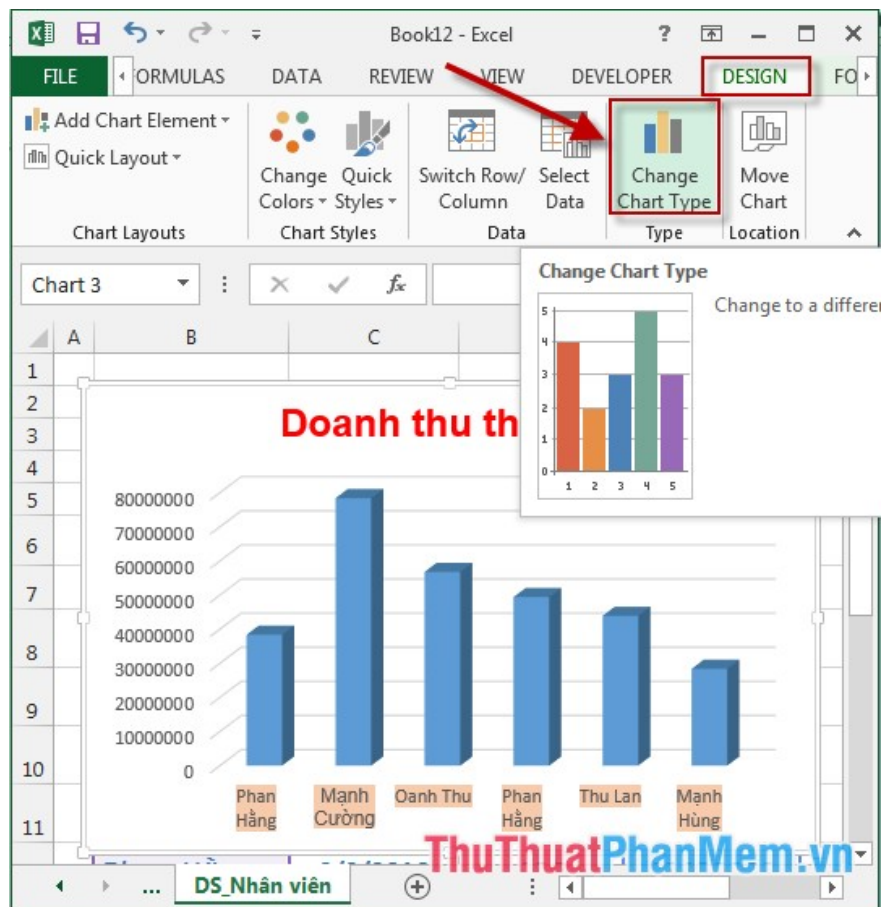 Book12 - Excel
FILE FORMULAS DATA REVIEW VIEW DEVELOPER DESIGN FO
Add Chart Element
Quick Layout
Change Colors
Quick Styles
Switch Row/ Column
Select Data
Change Chart Type
Move Chart
Chart Layouts Chart Styles Data Type Location
Chart 3
fx
Change Chart Type
Change to a differe
5
4
3
2
1
0
1 2 3 4 5
A B C
1
2
3
4
5
6
7
8
9
10
11
Doanh thu th
80000000
70000000
60000000
50000000
40000000
30000000
20000000
10000000
0
Phan Hằng
Mạnh Cường
Oanh Thu
Phan Hằng
Thu Lan
Mạnh Hùng
ThuThuatPhanMem.vn
... DS_Nhân viên